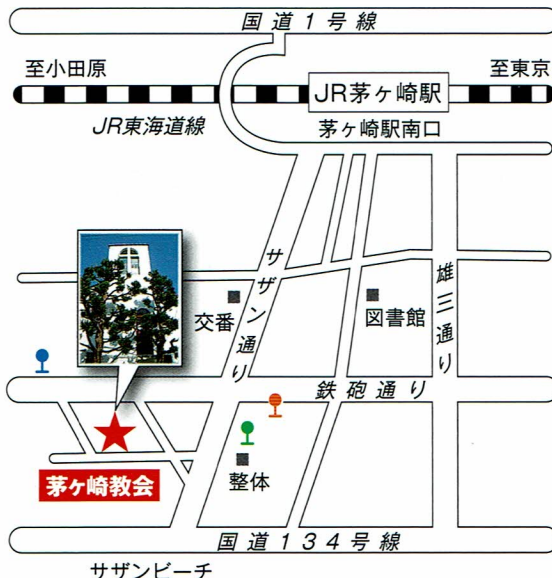 国道1号線
至小田原
至東京
JR茅ヶ崎駅
JR東海道線
茅ヶ崎駅南口
サザン通り
雄三通り
交番
図書館
鉄砲通り
茅ヶ崎教会
整体
国道134号線
サザンビーチ